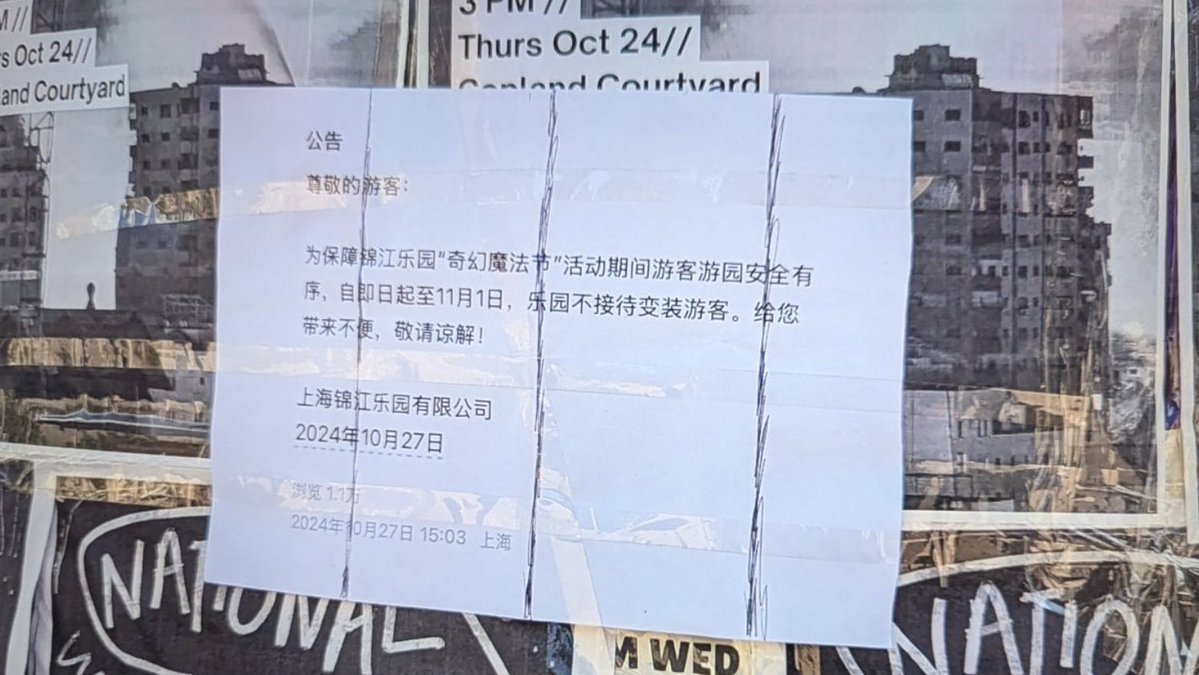 3 PM //
Thurs Oct 24//
Copland Courtyard
M //
rs Oct 24//
land Courtyard
公告
尊敬的游客：
为保障锦江乐园“奇幻魔法节”活动期间游客游园安全有
序，自即日起至11月1日，乐园不接待变装游客。给您
带来不便，敬请谅解！
上海锦江乐园有限公司
2024年10月27日
浏览 1.1万
2024年10月27日 15:03 上海
NATIONAL
M WED
NATION